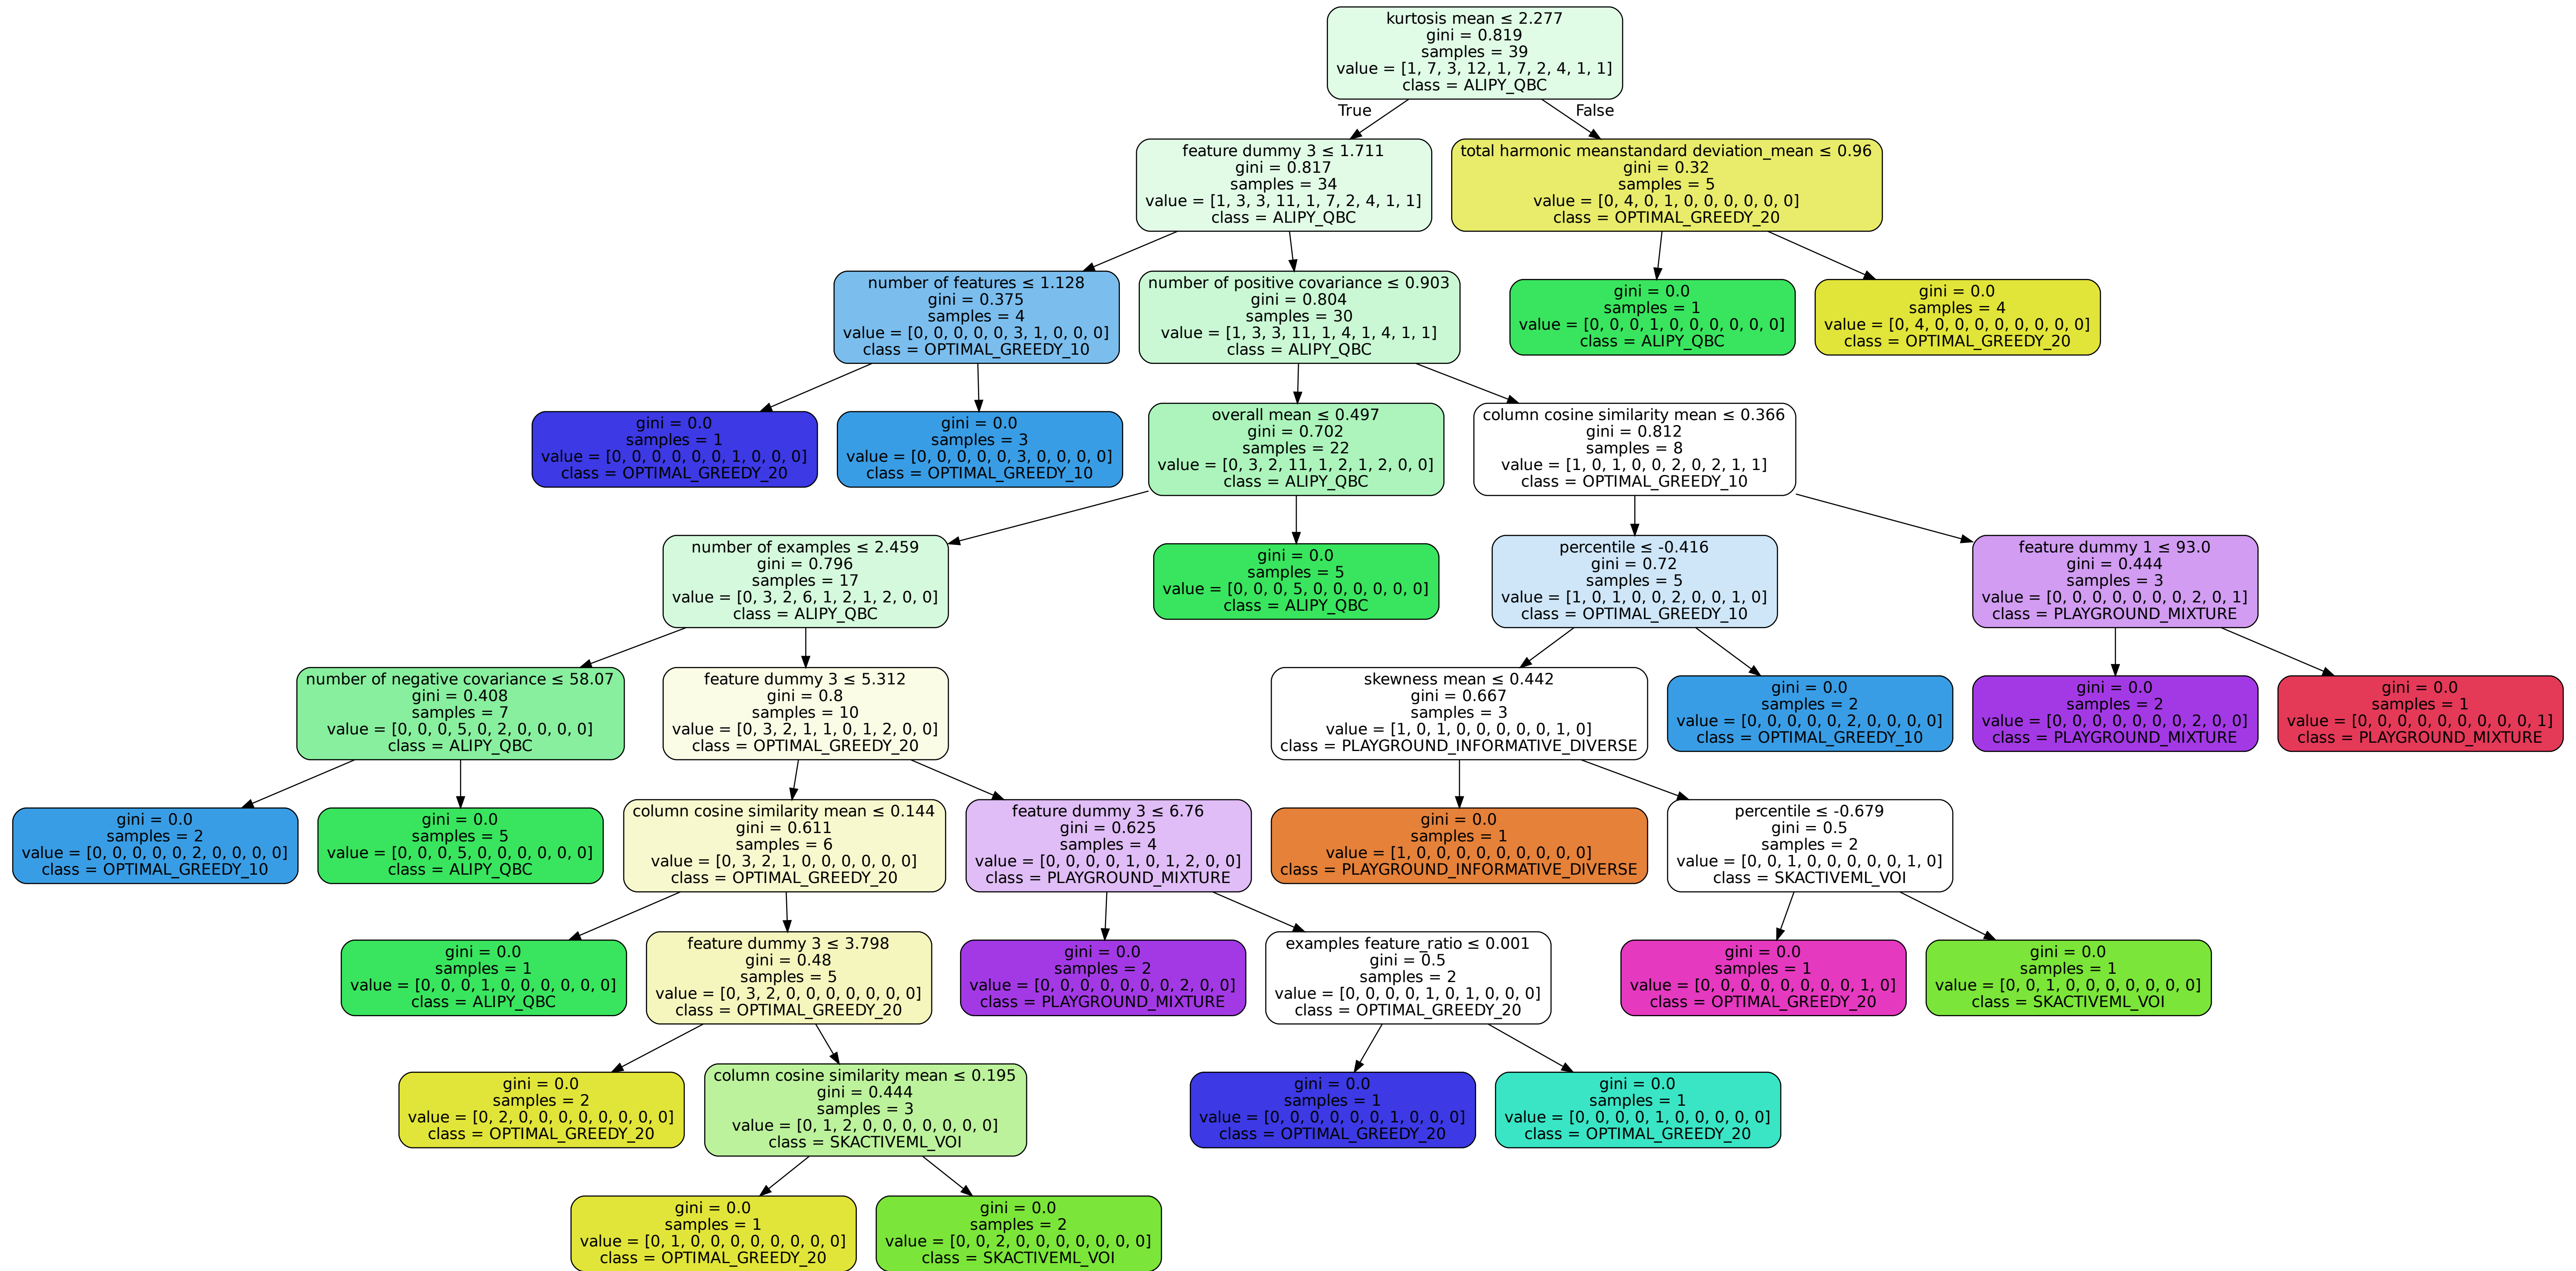 kurtosis mean ≤ 2.277
gini = 0.819
samples = 39
value = [1, 7, 3, 12, 1, 7, 2, 4, 1, 1]
class = ALIPY_QBC
True
False
feature dummy 3 ≤ 1.711
gini = 0.817
samples = 34
value = [1, 3, 3, 11, 1, 7, 2, 4, 1, 1]
class = ALIPY_QBC
total harmonic meanstandard deviation_mean ≤ 0.96
gini = 0.32
samples = 5
value = [0, 4, 0, 1, 0, 0, 0, 0, 0, 0]
class = OPTIMAL_GREEDY_20
number of features ≤ 1.128
gini = 0.375
samples = 4
value = [0, 0, 0, 0, 0, 3, 1, 0, 0, 0]
class = OPTIMAL_GREEDY_10
number of positive covariance ≤ 0.903
gini = 0.804
samples = 30
value = [1, 3, 3, 11, 1, 4, 1, 4, 1, 1]
class = ALIPY_QBC
gini = 0.0
samples = 1
value = [0, 0, 0, 1, 0, 0, 0, 0, 0, 0]
class = ALIPY_QBC
gini = 0.0
samples = 4
value = [0, 4, 0, 0, 0, 0, 0, 0, 0, 0]
class = OPTIMAL_GREEDY_20
gini = 0.0
samples = 1
value = [0, 0, 0, 0, 0, 0, 1, 0, 0, 0]
class = OPTIMAL_GREEDY_20
gini = 0.0
samples = 3
value = [0, 0, 0, 0, 0, 3, 0, 0, 0, 0]
class = OPTIMAL_GREEDY_10
overall mean ≤ 0.497
gini = 0.702
samples = 22
value = [0, 3, 2, 11, 1, 2, 1, 2, 0, 0]
class = ALIPY_QBC
column cosine similarity mean ≤ 0.366
gini = 0.812
samples = 8
value = [1, 0, 1, 0, 0, 2, 0, 2, 1, 1]
class = OPTIMAL_GREEDY_10
number of examples ≤ 2.459
gini = 0.796
samples = 17
value = [0, 3, 2, 6, 1, 2, 1, 2, 0, 0]
class = ALIPY_QBC
gini = 0.0
samples = 5
value = [0, 0, 0, 5, 0, 0, 0, 0, 0, 0]
class = ALIPY_QBC
percentile ≤ -0.416
gini = 0.72
samples = 5
value = [1, 0, 1, 0, 0, 2, 0, 0, 1, 0]
class = OPTIMAL_GREEDY_10
feature dummy 1 ≤ 93.0
gini = 0.444
samples = 3
value = [0, 0, 0, 0, 0, 0, 0, 2, 0, 1]
class = PLAYGROUND_MIXTURE
number of negative covariance ≤ 58.07
gini = 0.408
samples = 7
value = [0, 0, 0, 5, 0, 2, 0, 0, 0, 0]
class = ALIPY_QBC
feature dummy 3 ≤ 5.312
gini = 0.8
samples = 10
value = [0, 3, 2, 1, 1, 0, 1, 2, 0, 0]
class = OPTIMAL_GREEDY_20
skewness mean ≤ 0.442
gini = 0.667
samples = 3
value = [1, 0, 1, 0, 0, 0, 0, 0, 1, 0]
class = PLAYGROUND_INFORMATIVE_DIVERSE
gini = 0.0
samples = 2
value = [0, 0, 0, 0, 0, 2, 0, 0, 0, 0]
class = OPTIMAL_GREEDY_10
gini = 0.0
samples = 2
value = [0, 0, 0, 0, 0, 0, 0, 2, 0, 0]
class = PLAYGROUND_MIXTURE
gini = 0.0
samples = 1
value = [0, 0, 0, 0, 0, 0, 0, 0, 0, 1]
class = PLAYGROUND_MIXTURE
gini = 0.0
samples = 2
value = [0, 0, 0, 0, 0, 2, 0, 0, 0, 0]
class = OPTIMAL_GREEDY_10
gini = 0.0
samples = 5
value = [0, 0, 0, 5, 0, 0, 0, 0, 0, 0]
class = ALIPY_QBC
column cosine similarity mean ≤ 0.144
gini = 0.611
samples = 6
value = [0, 3, 2, 1, 0, 0, 0, 0, 0, 0]
class = OPTIMAL_GREEDY_20
feature dummy 3 ≤ 6.76
gini = 0.625
samples = 4
value = [0, 0, 0, 0, 1, 0, 1, 2, 0, 0]
class = PLAYGROUND_MIXTURE
gini = 0.0
samples = 1
value = [1, 0, 0, 0, 0, 0, 0, 0, 0, 0]
class = PLAYGROUND_INFORMATIVE_DIVERSE
percentile ≤ -0.679
gini = 0.5
samples = 2
value = [0, 0, 1, 0, 0, 0, 0, 0, 1, 0]
class = SKACTIVEML_VOI
gini = 0.0
samples = 1
value = [0, 0, 0, 1, 0, 0, 0, 0, 0, 0]
class = ALIPY_QBC
feature dummy 3 ≤ 3.798
gini = 0.48
samples = 5
value = [0, 3, 2, 0, 0, 0, 0, 0, 0, 0]
class = OPTIMAL_GREEDY_20
gini = 0.0
samples = 2
value = [0, 0, 0, 0, 0, 0, 0, 2, 0, 0]
class = PLAYGROUND_MIXTURE
examples feature_ratio ≤ 0.001
gini = 0.5
samples = 2
value = [0, 0, 0, 0, 1, 0, 1, 0, 0, 0]
class = OPTIMAL_GREEDY_20
gini = 0.0
samples = 1
value = [0, 0, 0, 0, 0, 0, 0, 0, 1, 0]
class = OPTIMAL_GREEDY_20
gini = 0.0
samples = 1
value = [0, 0, 1, 0, 0, 0, 0, 0, 0, 0]
class = SKACTIVEML_VOI
gini = 0.0
samples = 2
value = [0, 2, 0, 0, 0, 0, 0, 0, 0, 0]
class = OPTIMAL_GREEDY_20
column cosine similarity mean ≤ 0.195
gini = 0.444
samples = 3
value = [0, 1, 2, 0, 0, 0, 0, 0, 0, 0]
class = SKACTIVEML_VOI
gini = 0.0
samples = 1
value = [0, 0, 0, 0, 0, 0, 1, 0, 0, 0]
class = OPTIMAL_GREEDY_20
gini = 0.0
samples = 1
value = [0, 0, 0, 0, 1, 0, 0, 0, 0, 0]
class = OPTIMAL_GREEDY_20
gini = 0.0
samples = 1
value = [0, 1, 0, 0, 0, 0, 0, 0, 0, 0]
class = OPTIMAL_GREEDY_20
gini = 0.0
samples = 2
value = [0, 0, 2, 0, 0, 0, 0, 0, 0, 0]
class = SKACTIVEML_VOI